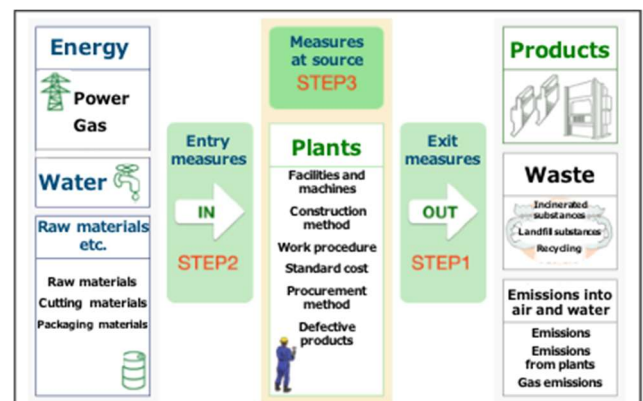 Energy
Power
Gas
Water
Raw materials
etc.
Raw materials
Cutting materials
Packaging materials
Entry
measures
IN
STEP2
Measures
at source
STEP3
Plants
Facilities and
machines
Construction
method
Work procedure
Standard cost
Procurement
method
Defective
products
Exit
measures
OUT
STEP1
Products
Waste
Incinerated
substances
Landfill substances
Recycling
Emissions into
air and water
Emissions
Emissions
from plants
Gas emissions